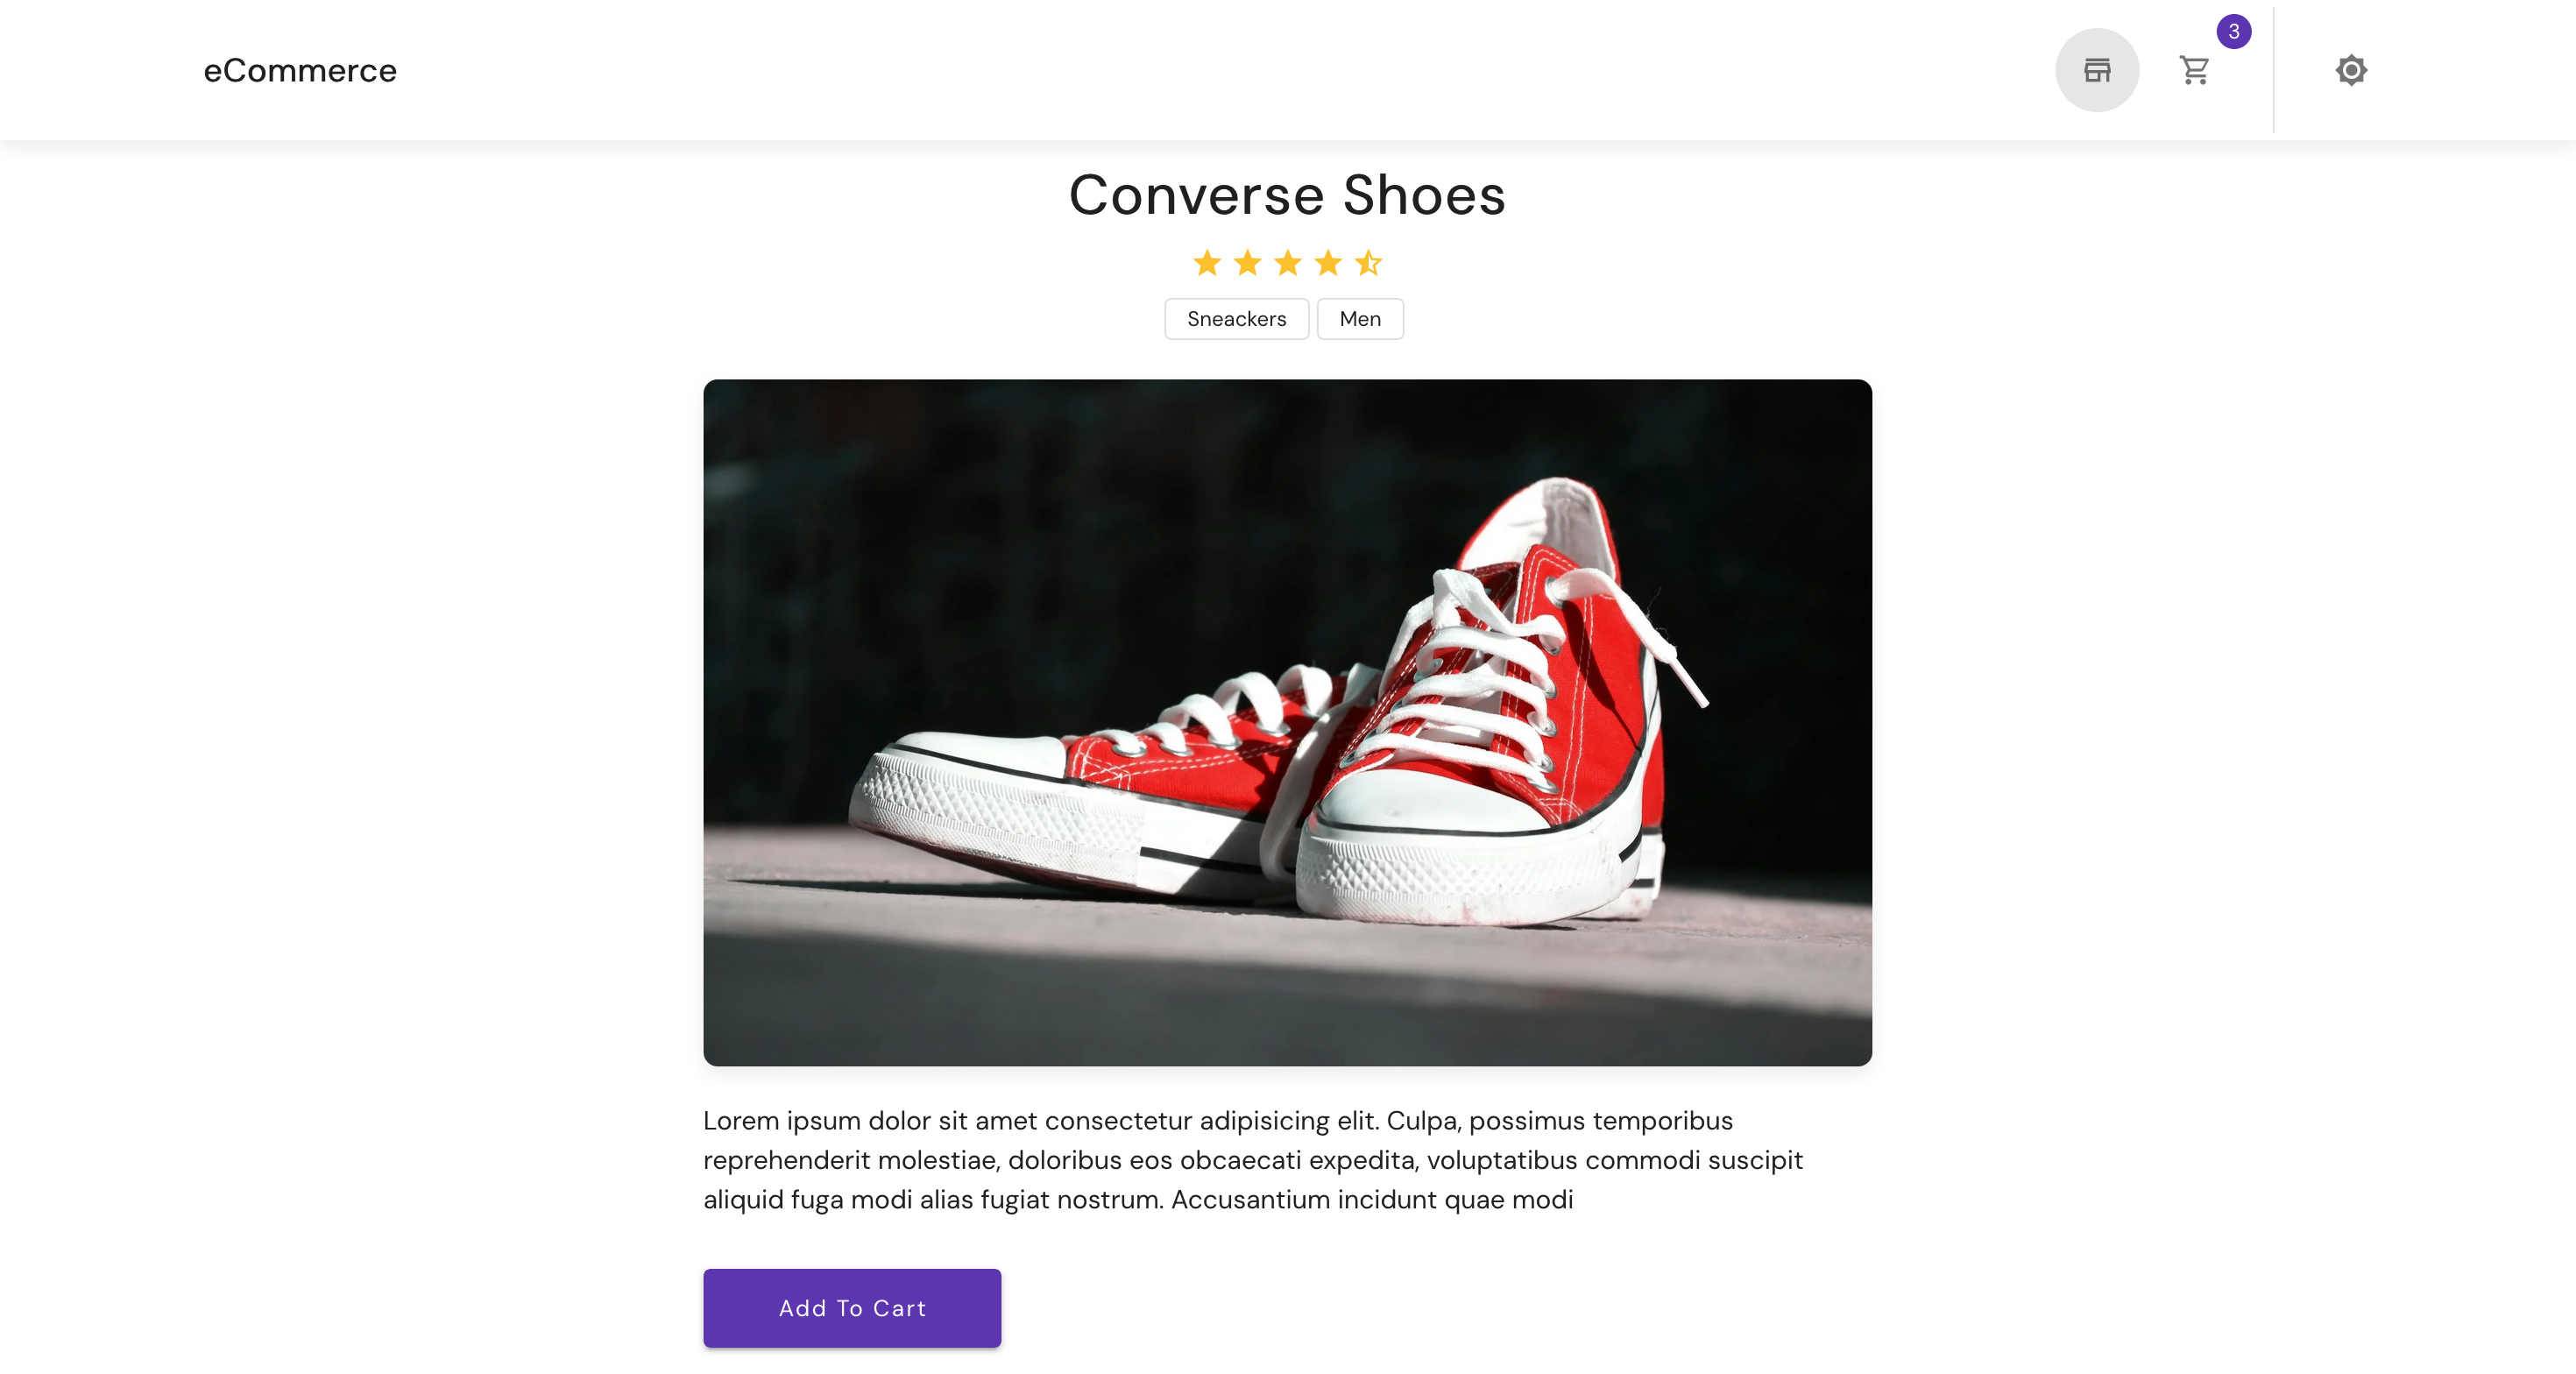 eCommerce
3
Converse Shoes
Sneackers
Men
Lorem ipsum dolor sit amet consectetur adipisicing elit. Culpa, possimus temporibus
reprehenderit molestiae, doloribus eos obcaecati expedita, voluptatibus commodi suscipit
aliquid fuga modi alias fugiat nostrum. Accusantium incidunt quae modi
Add To Cart